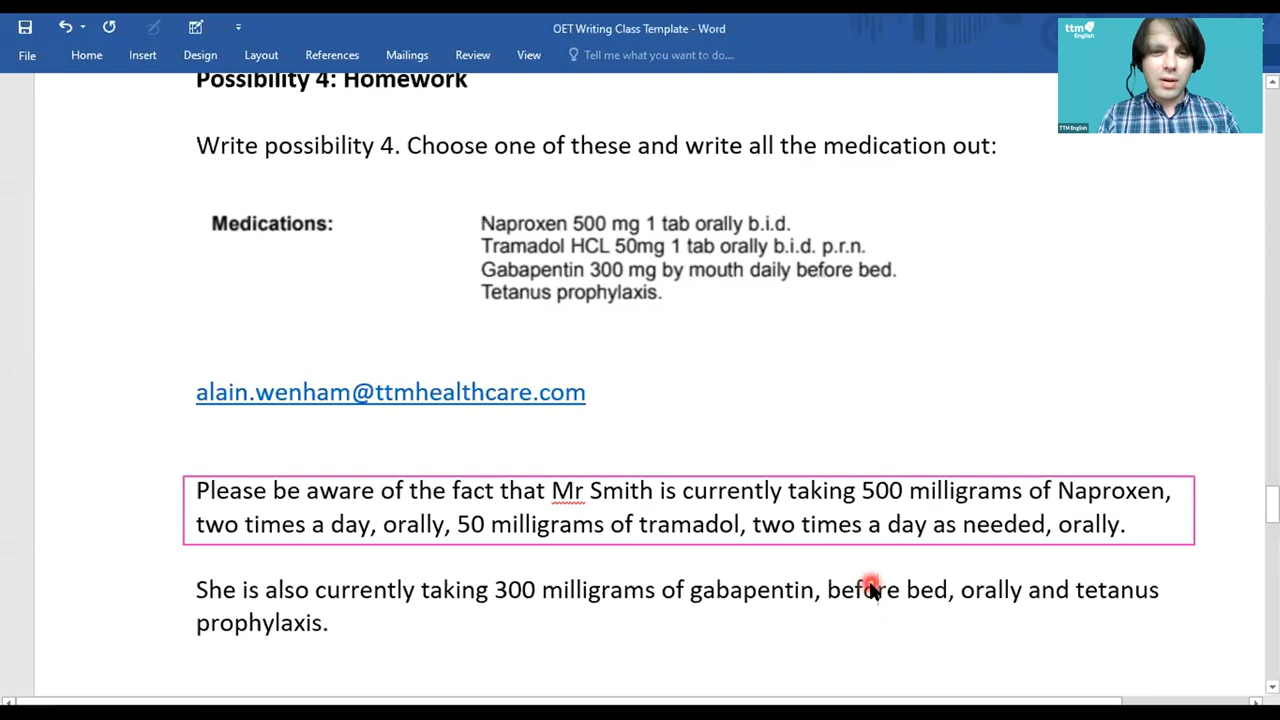 OET Writing Class Template - Word
ttm
English
File Home Insert Design Layout References Mailings Review View Tell me what you want to do...
TTM English
Possibility 4: Homework
Write possibility 4. Choose one of these and write all the medication out:
Medications: Naproxen 500 mg 1 tab orally b.i.d.
Tramadol HCL 50mg 1 tab orally b.i.d. p.r.n.
Gabapentin 300 mg by mouth daily before bed.
Tetanus prophylaxis.
alain.wenham@ttmhealthcare.com
Please be aware of the fact that Mr Smith is currently taking 500 milligrams of Naproxen,
two times a day, orally, 50 milligrams of tramadol, two times a day as needed, orally.
She is also currently taking 300 milligrams of gabapentin, before bed, orally and tetanus
prophylaxis.